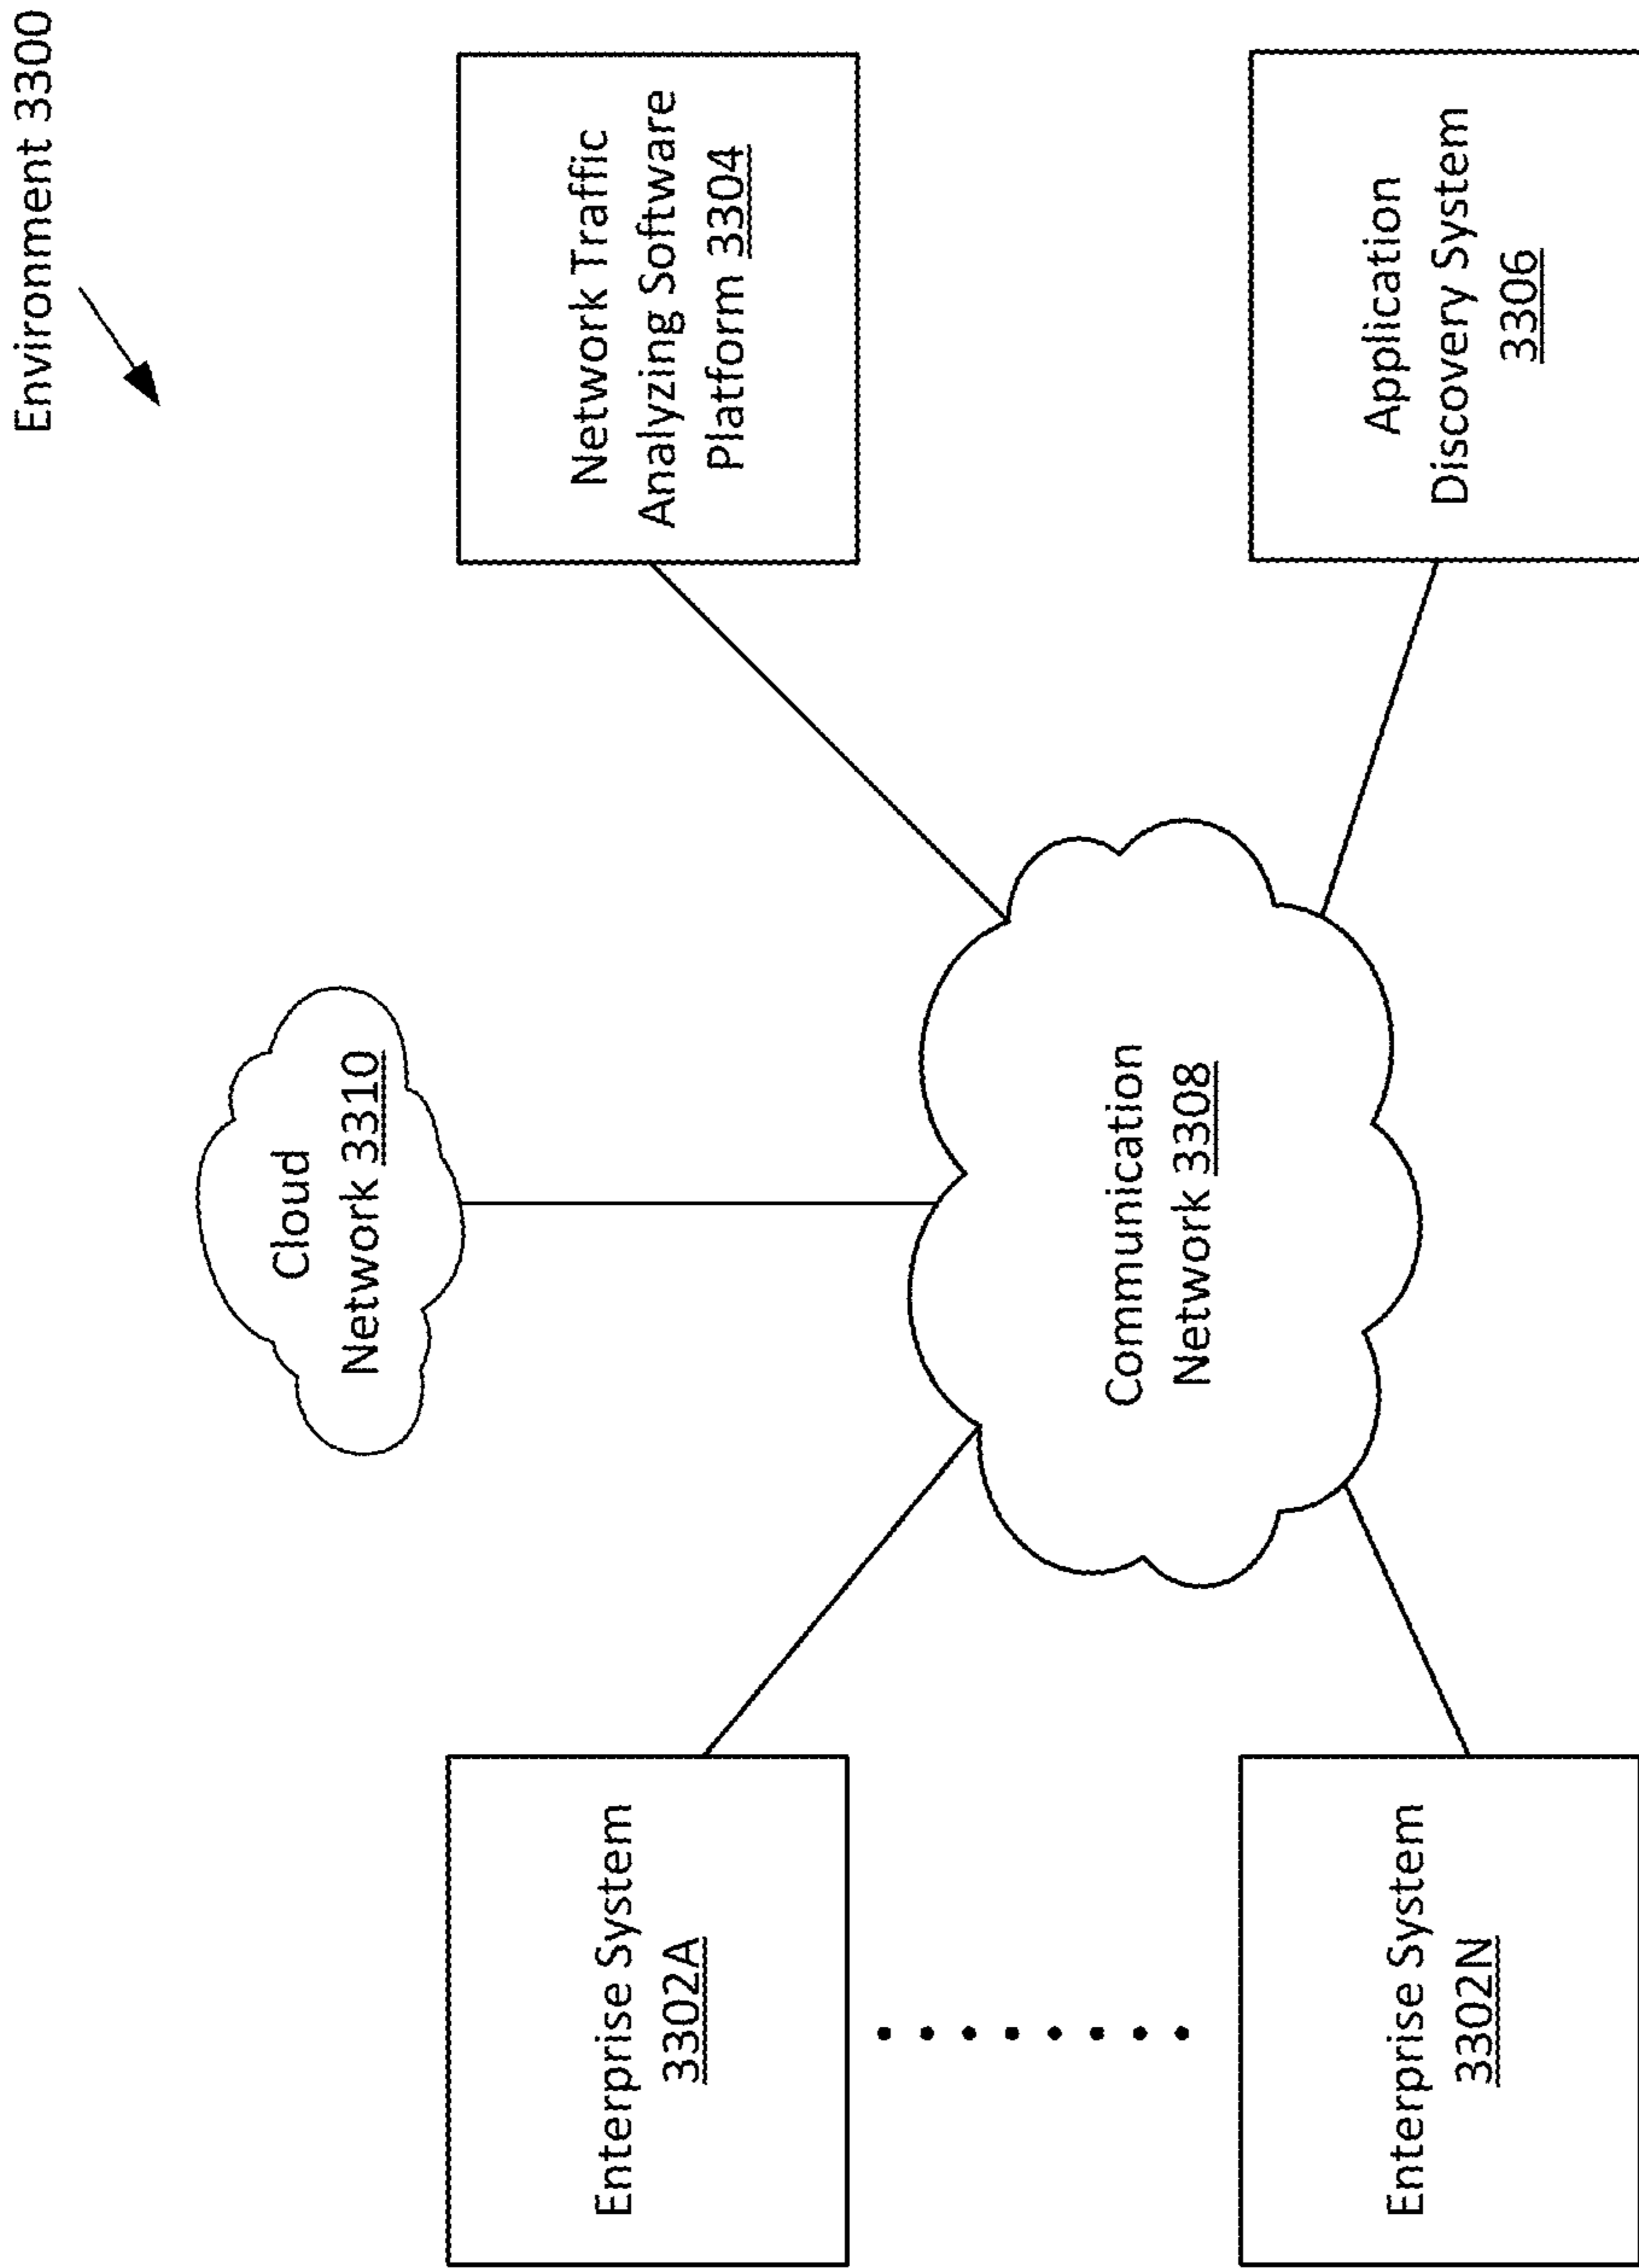 Environment 3300
Cloud
Network 3310
Enterprise System
3302A
Network Traffic
Analyzing Software
Platform 3304
Communication
Network 3308
Enterprise System
3302N
Application
Discovery System
3306